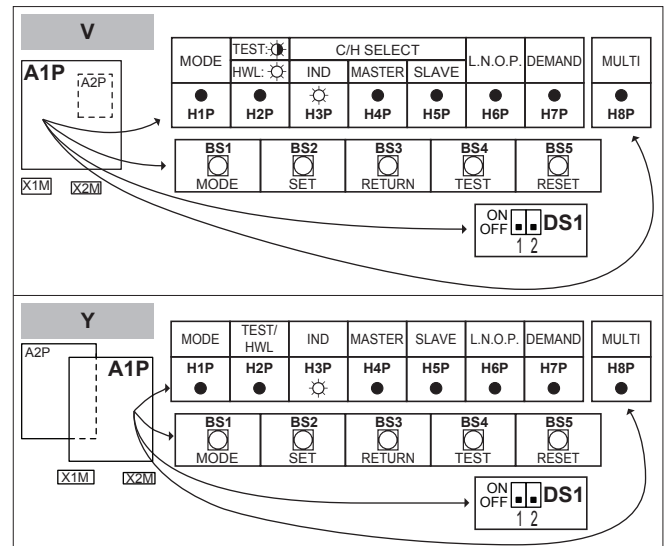 V
A1P
A2P
X1M X2M
MODE TEST: C/H SELECT L.N.O.P. DEMAND MULTI
HWL: IND MASTER SLAVE
H1P H2P H3P H4P H5P H6P H7P H8P
BS1 BS2 BS3 BS4 BS5
MODE SET RETURN TEST RESET
ON
OFF DS1
1 2
Y
A2P
A1P
X1M X2M
MODE TEST/ IND MASTER SLAVE L.N.O.P. DEMAND MULTI
HWL
H1P H2P H3P H4P H5P H6P H7P H8P
BS1 BS2 BS3 BS4 BS5
MODE SET RETURN TEST RESET
ON
OFF DS1
1 2